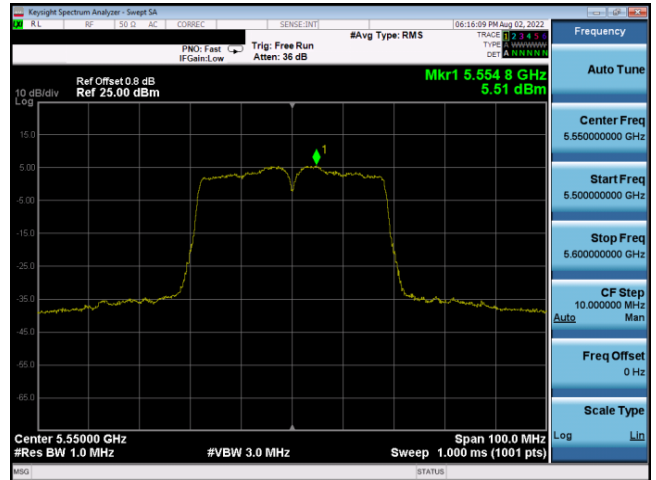 Keysight Spectrum Analyzer - Swept SA
LXI RL RF 50 Ω AC CORREC SENSE:INT 06:16:09 PM Aug 02, 2022
#Avg Type: RMS TRACE 1 2 3 4 5 6
PNO: Fast Trig: Free Run TYPE A WWWWW
IFGain:Low Atten: 36 dB DET A N N N N N
Ref Offset 0.8 dB Mkr1 5.554 8 GHz
10 dB/div Ref 25.00 dBm 5.51 dBm
Log
15.0
5.00
-5.00
-15.0
-25.0
-35.0
-45.0
-55.0
-65.0
1
Center 5.55000 GHz Span 100.0 MHz
#Res BW 1.0 MHz #VBW 3.0 MHz Sweep 1.000 ms (1001 pts)
MSG STATUS
Frequency
Auto Tune
Center Freq
5.550000000 GHz
Start Freq
5.500000000 GHz
Stop Freq
5.600000000 GHz
CF Step
10.000000 MHz
Auto Man
Freq Offset
0 Hz
Scale Type
Log Lin